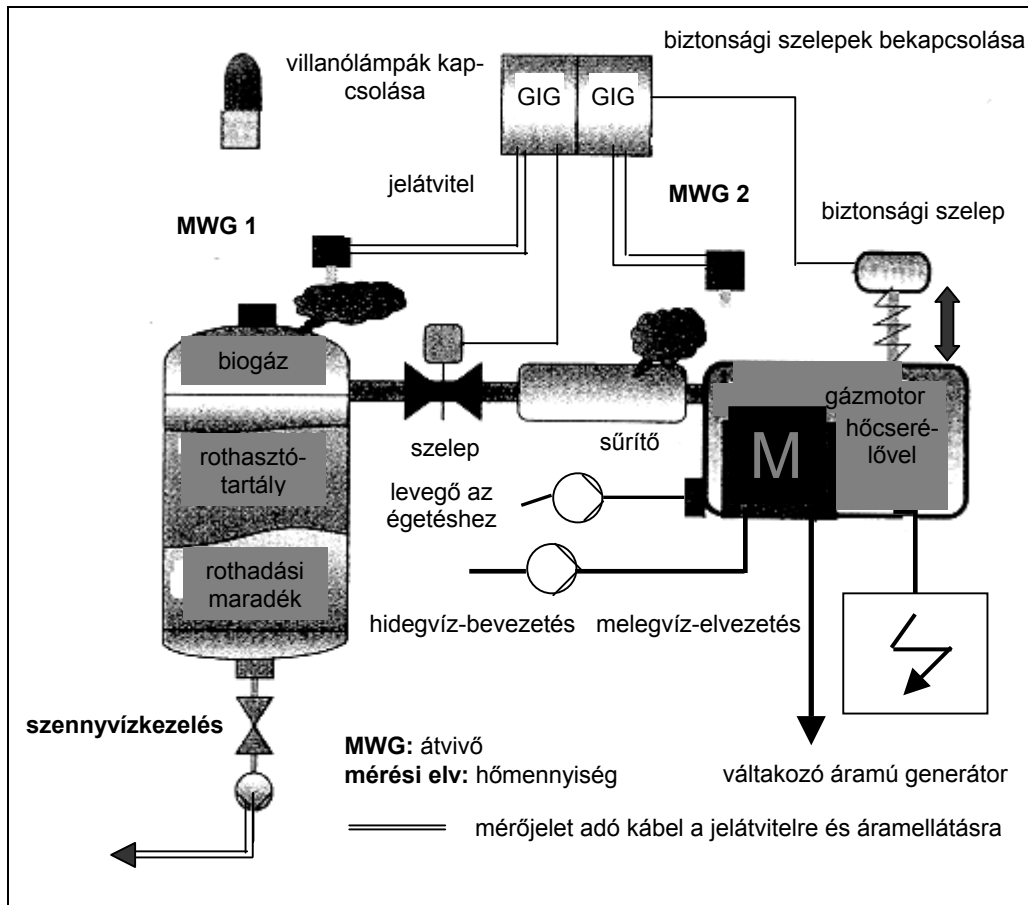 biztonsági szelepek bekapcsolása
villanólámpák kap-
csolása
GIG GIG
jelátvitel
MWG 1
MWG 2
biztonsági szelep
biogáz
gázmotor
hőcseré-
lővel
M
szelep
sűrítő
rothasztó-
tartály
levegő az
égetéshez
rothadási
maradék
hidegvíz-bevezetés
melegvíz-elvezetés
szennyvízkezelés
MWG: átvivő
mérési elv: hőmennyiség
váltakozó áramú generátor
mérőjelet adó kábel a jelátvitelre és áramellátásra